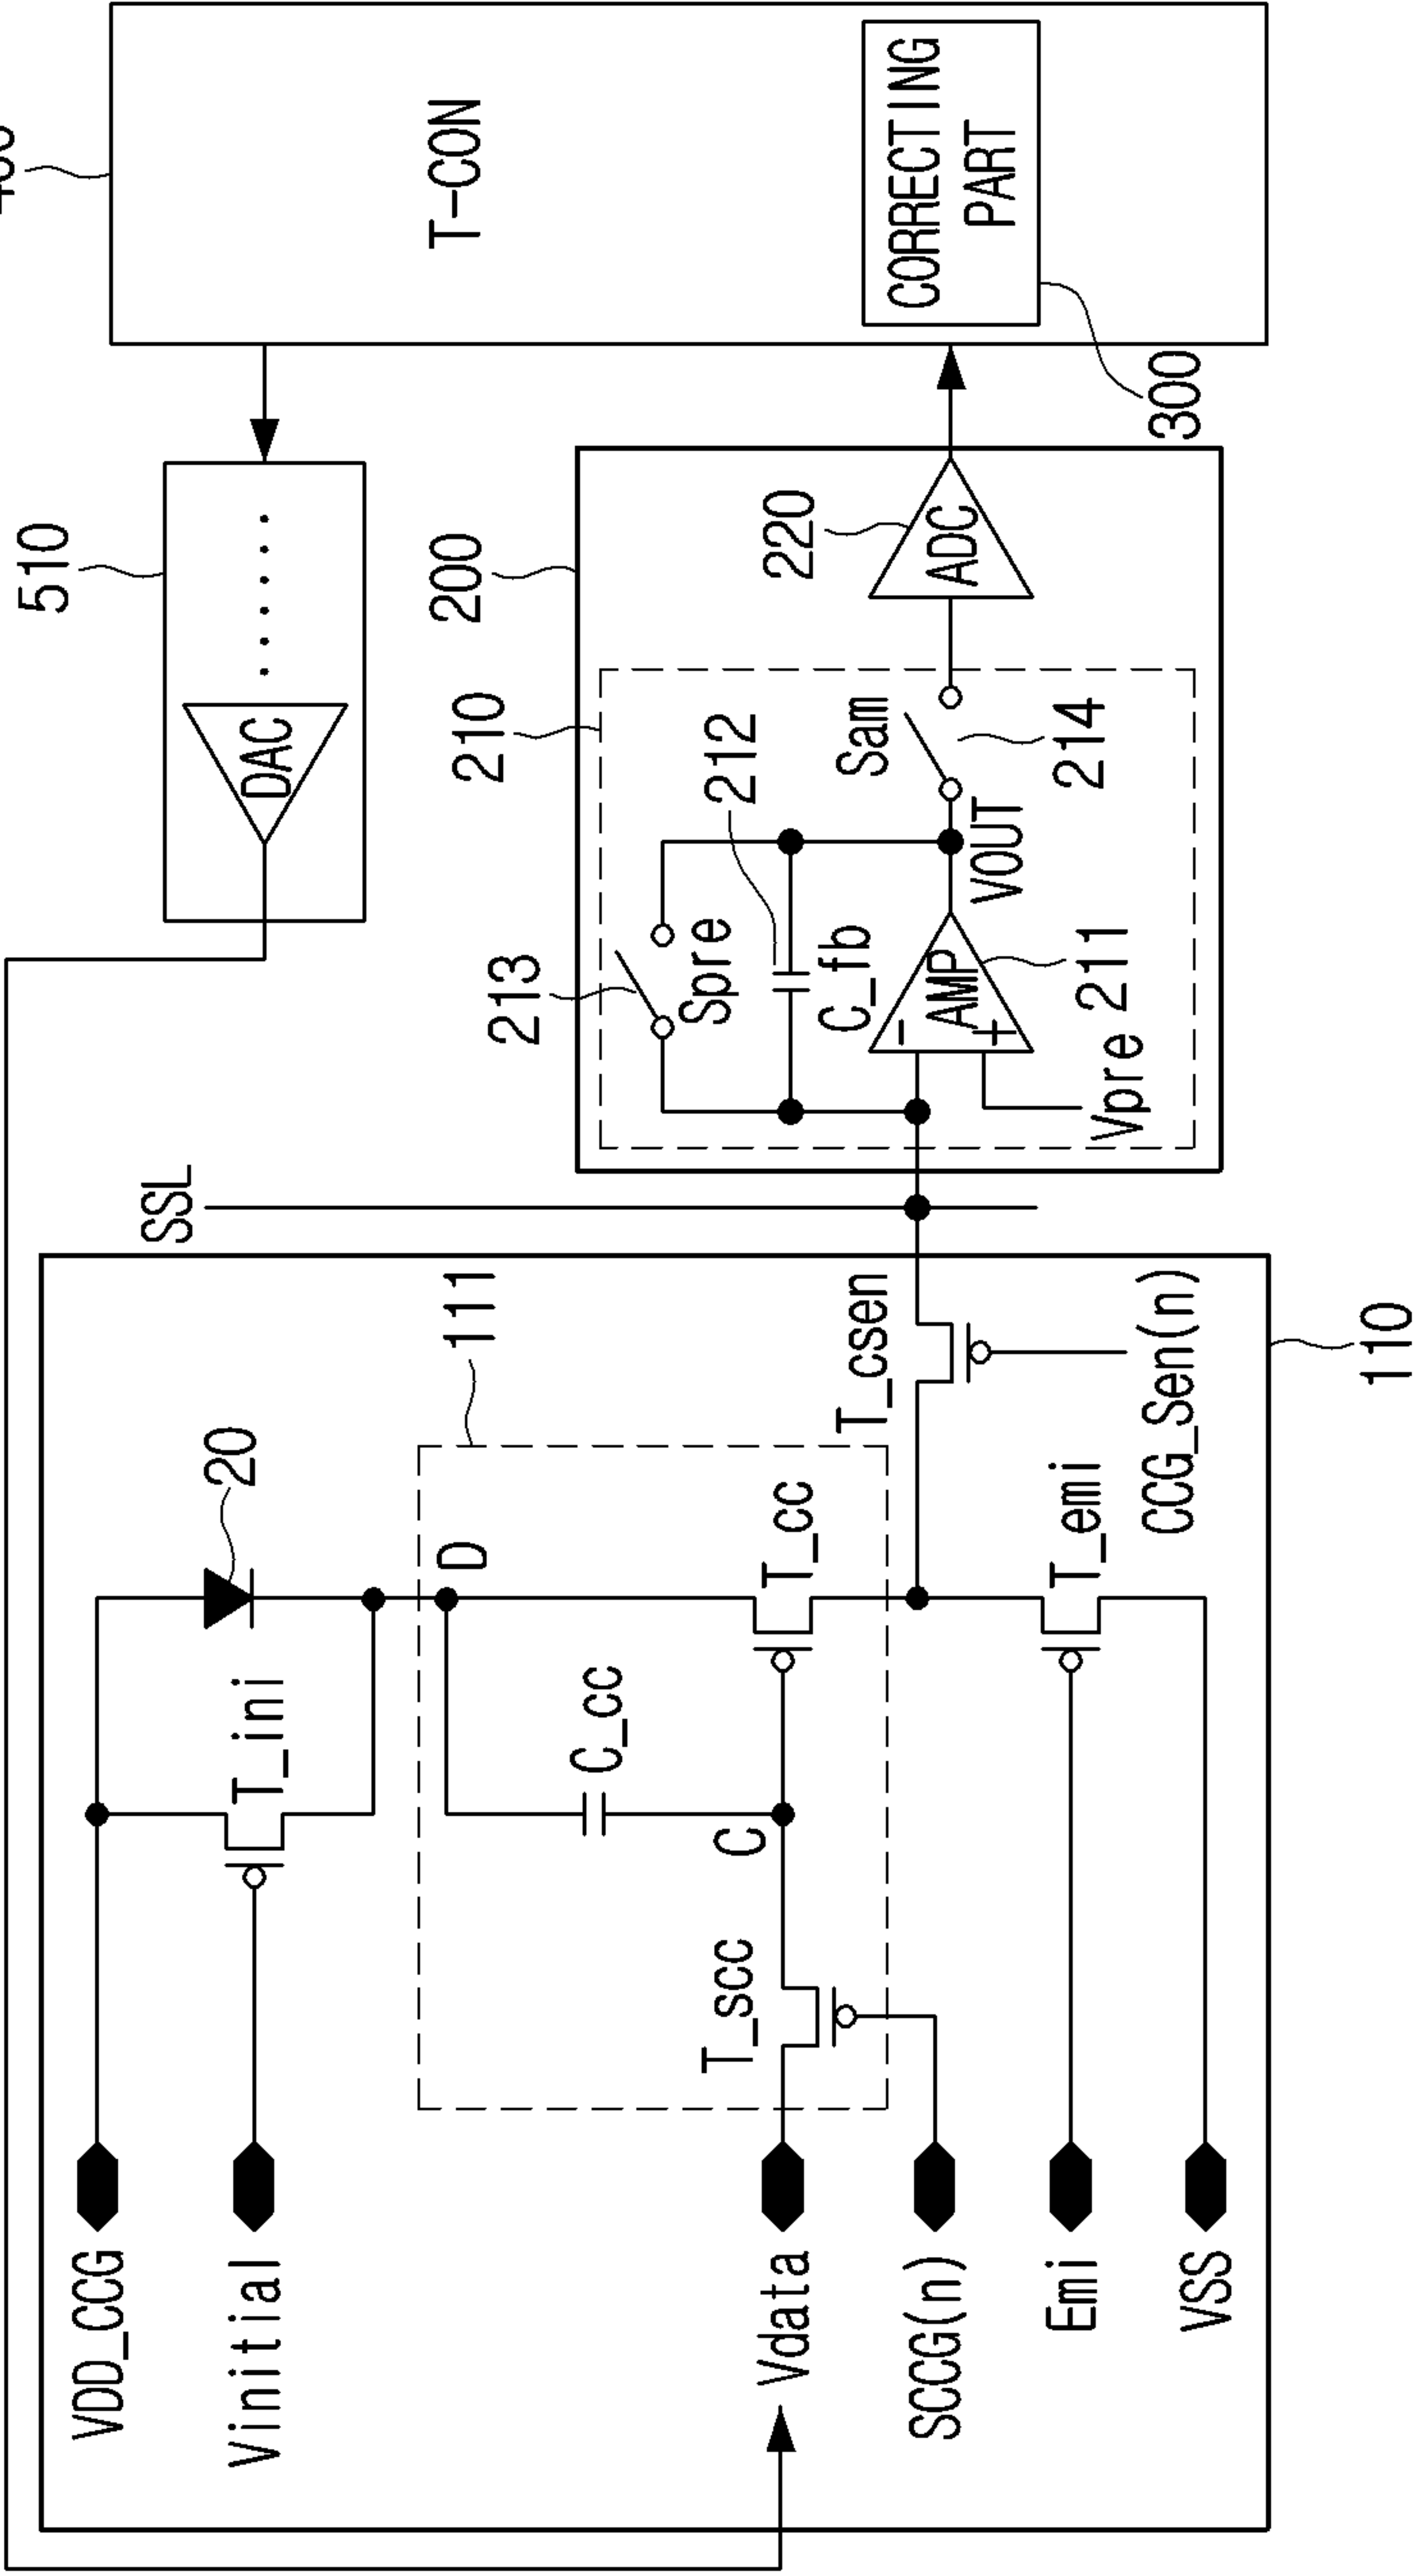 400
T-CON
CORRECTING
PART
300
510
DAC
200
220
ADC
210
212
Sam
214
213
Spre
C_fb
VOUT
AMP
-
+
211
Vpre
SSL
111
T_csen
CCG_Sen(n)
110
20
D
T_cc
T_emi
T_ini
C_cc
C
T_scc
VDD_CCG
Vinitial
Vdata
SCCG(n)
Emi
VSS